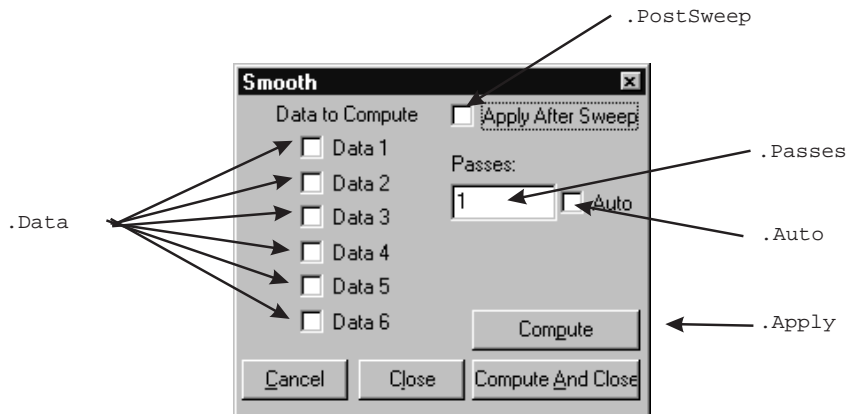 .PostSweep
Smooth
Data to Compute
Apply After Sweep
Data 1
Data 2
Data 3
Data 4
Data 5
Data 6
Passes:
1
Auto
.Passes
.Auto
.Data
Compute
.Apply
Cancel
Close
Compute And Close